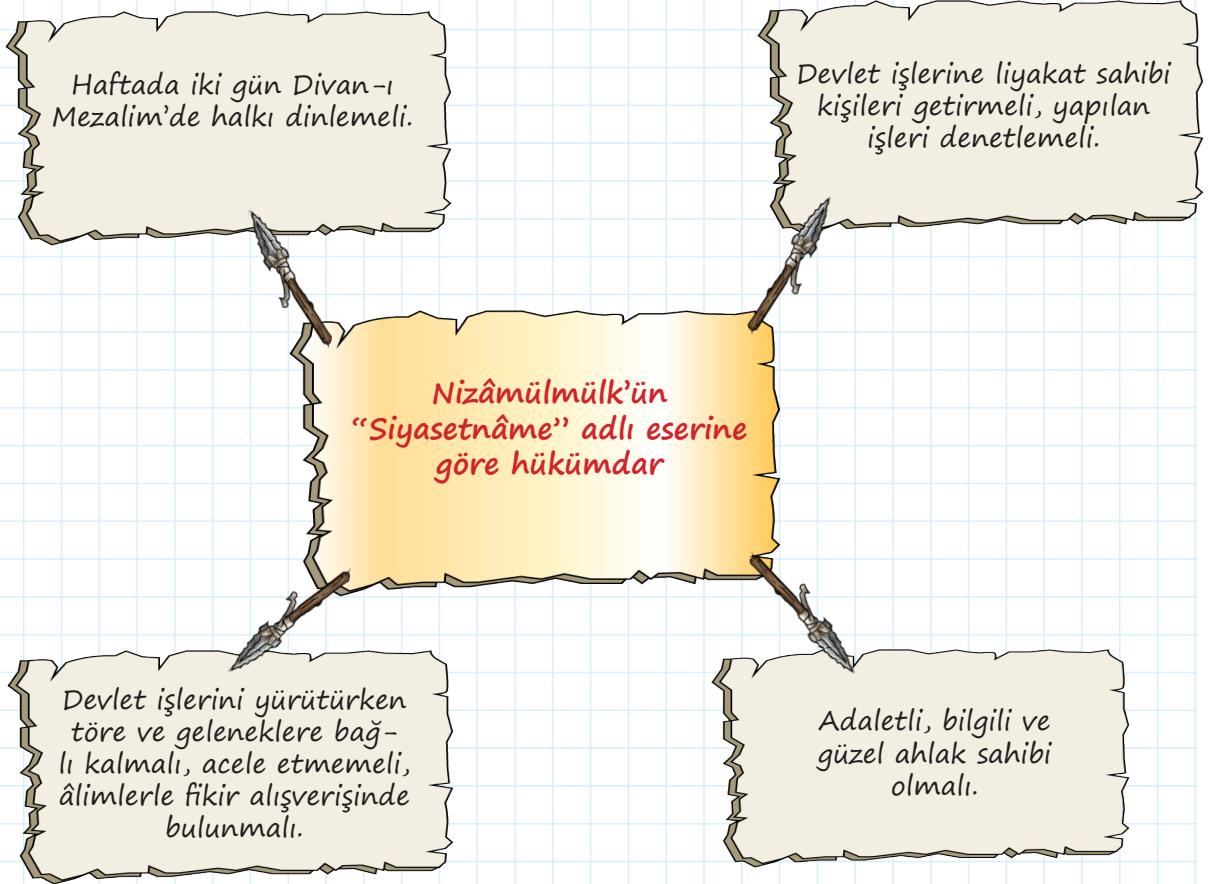 Haftada iki gün Divan-ı
Mezalim’de halkı dinlemeli.
Devlet işlerine liyakat sahibi
kişileri getirmeli, yapılan
işleri denetlemeli.
Nizâmülmülk’ün
“Siyasetnâme” adlı eserine
göre hükümdar
Devlet işlerini yürütürken
töre ve geleneklere bağ-
lı kalmalı, acele etmemeli,
âlimlerle fikir alışverişinde
bulunmalı.
Adaletli, bilgili ve
güzel ahlak sahibi
olmalı.